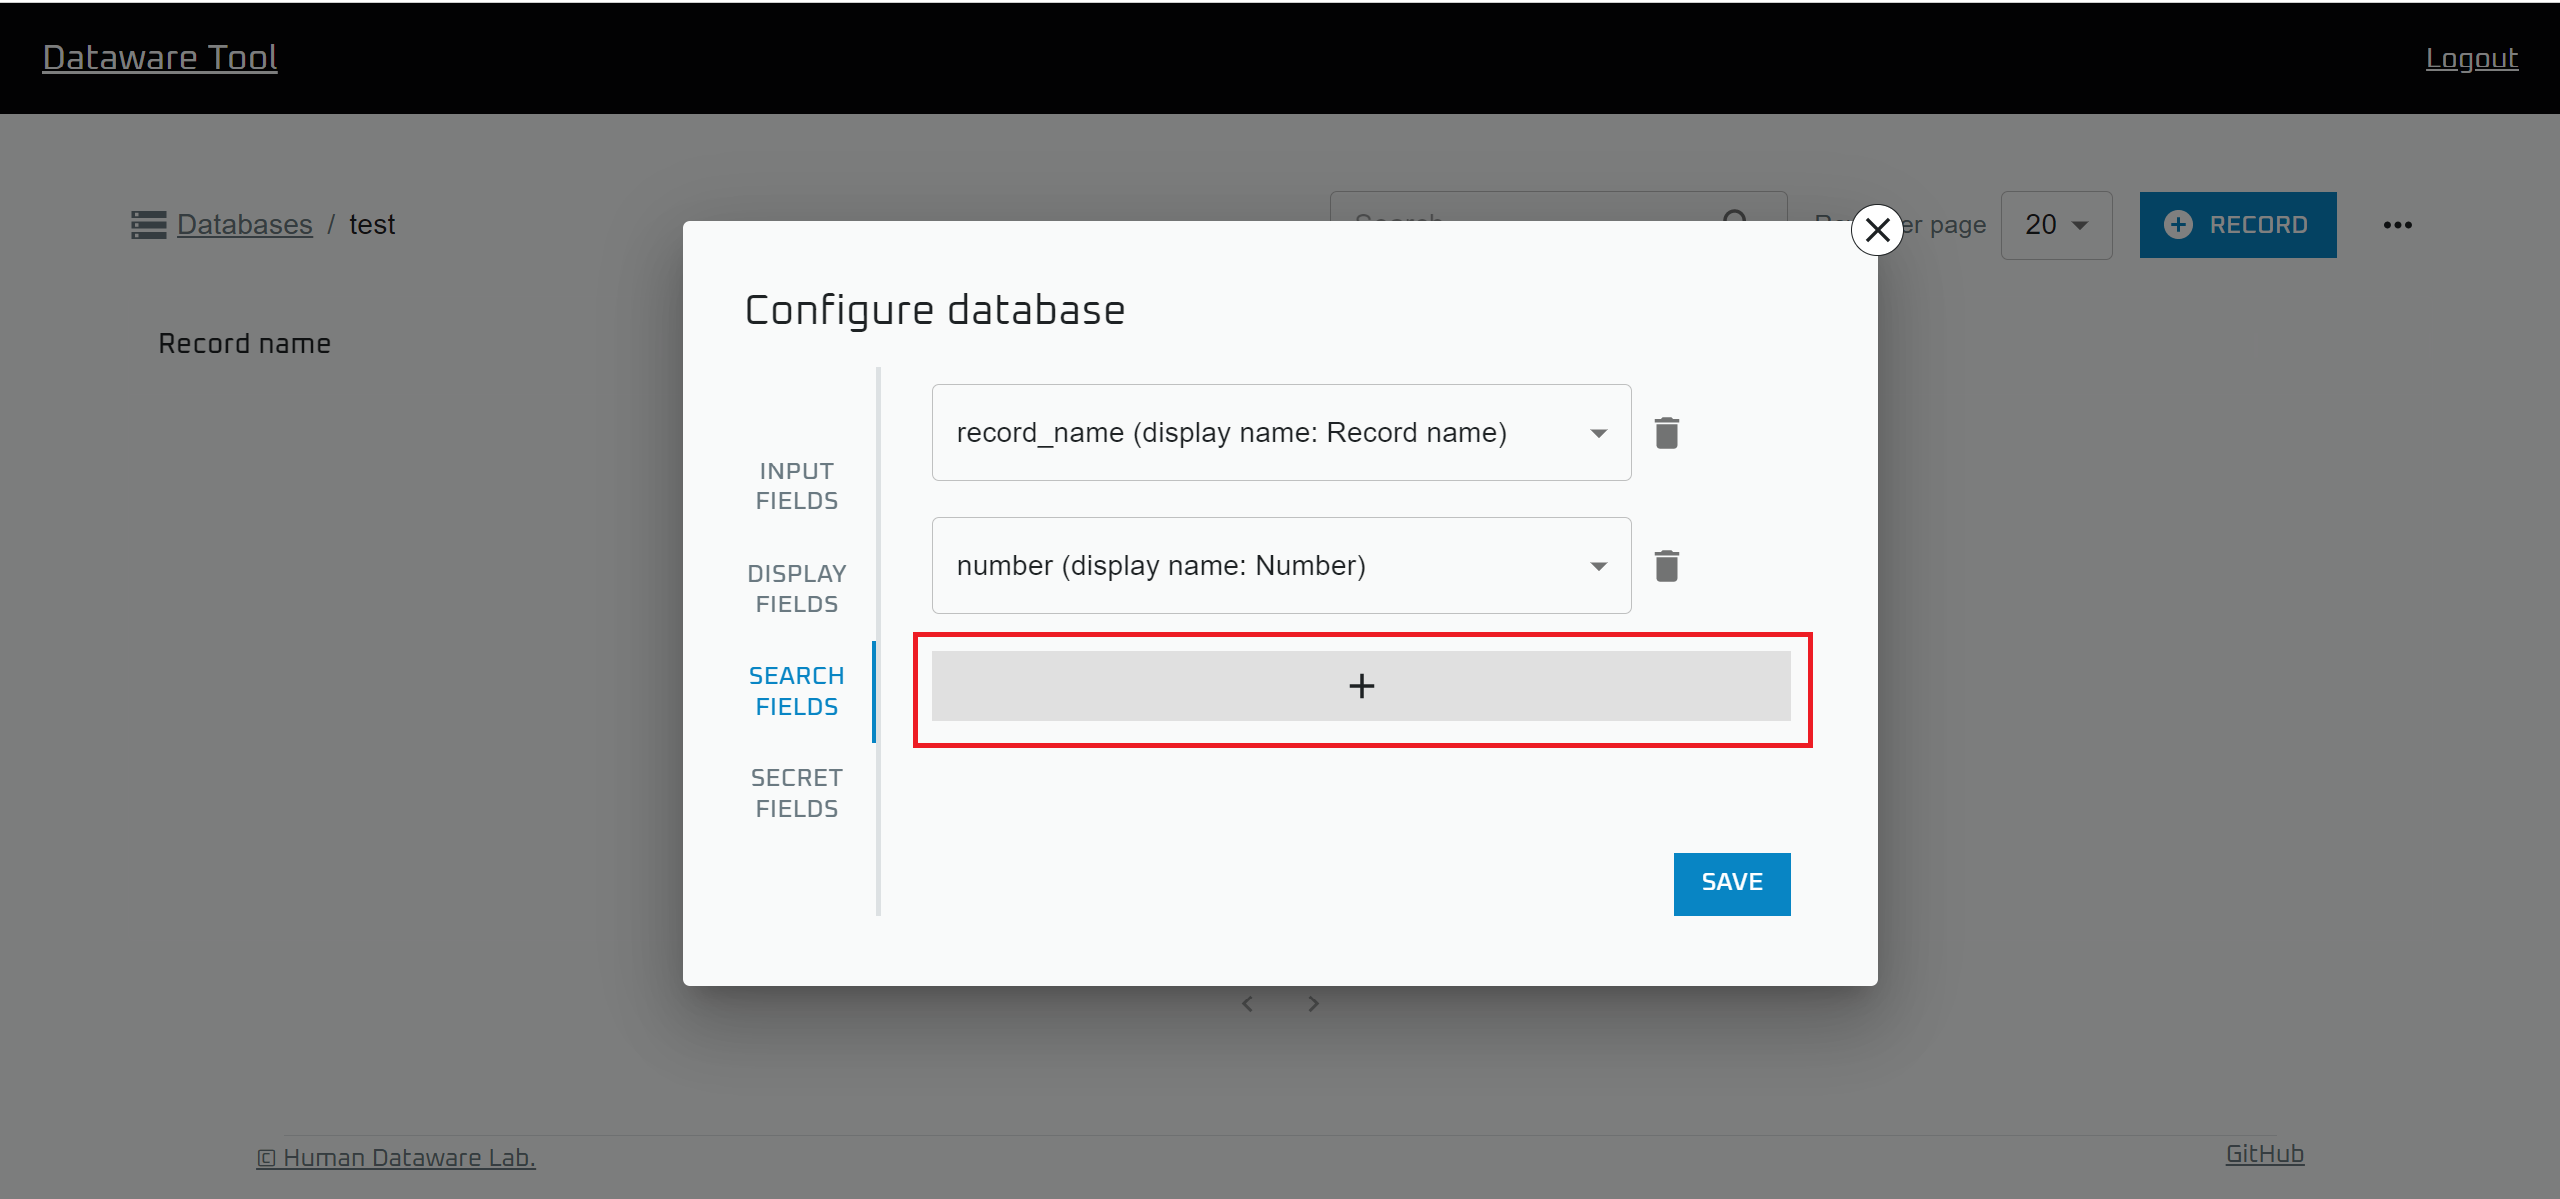 Dataware Tool
Logout
Databases / test
er page
20
RECORD
Record name
Configure database
INPUT
FIELDS
DISPLAY
FIELDS
SEARCH
FIELDS
SECRET
FIELDS
record_name (display name: Record name)
number (display name: Number)
+
SAVE
© Human Dataware Lab.
GitHub